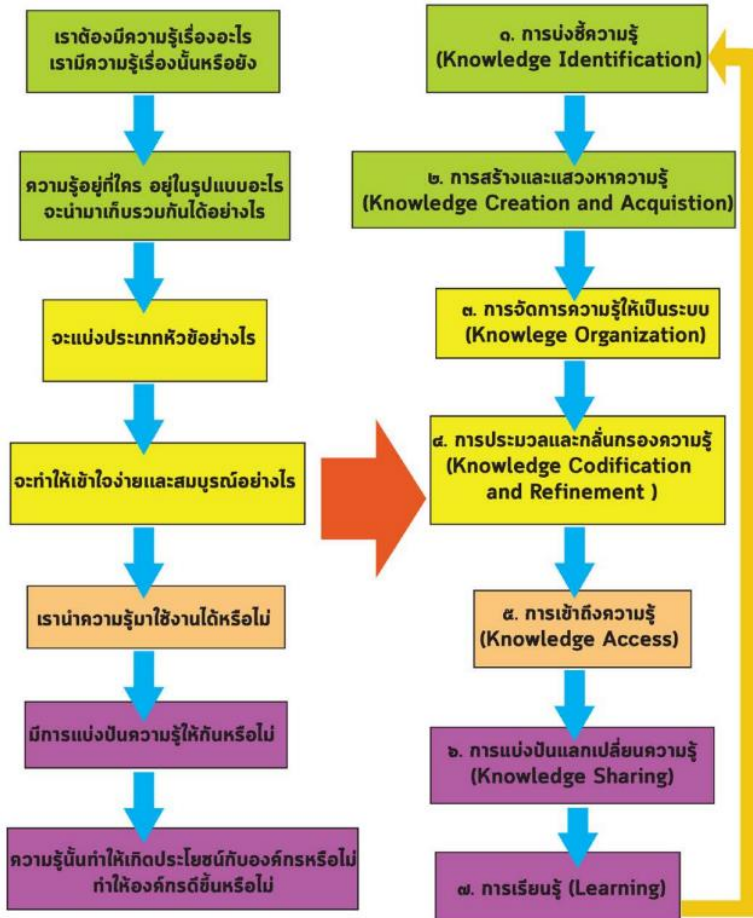 เราต้องมีความรู้เรื่องอะไร
เรามีความรู้เรื่องนั้นหรือยัง
ความรู้อยู่ที่ใคร อยู่ในรูปแบบอะไร
จะนำมาเก็บรวมกันได้อย่างไร
จะแบ่งประเภทหัวข้ออย่างไร
จะทำให้เข้าใจง่ายและสมบูรณ์อย่างไร
เรานำความรู้มาใช้งานได้หรือไม่
มีการแบ่งปันความรู้ให้กันหรือไม่
ความรู้นั้นทำให้เกิดประโยชน์กับองค์กรหรือไม่
ทำให้องค์กรดีขึ้นหรือไม่
๑. การบ่งชี้ความรู้
(Knowledge Identification)
๒. การสร้างและแสวงหาความรู้
(Knowledge Creation and Acquistion)
๓. การจัดการความรู้ให้เป็นระบบ
(Knowlege Organization)
๔. การประมวลและกลั่นกรองความรู้
(Knowledge Codification
and Refinement )
๕. การเข้าถึงความรู้
(Knowledge Access)
๖. การแบ่งปันแลกเปลี่ยนความรู้
(Knowledge Sharing)
๗. การเรียนรู้ (Learning)